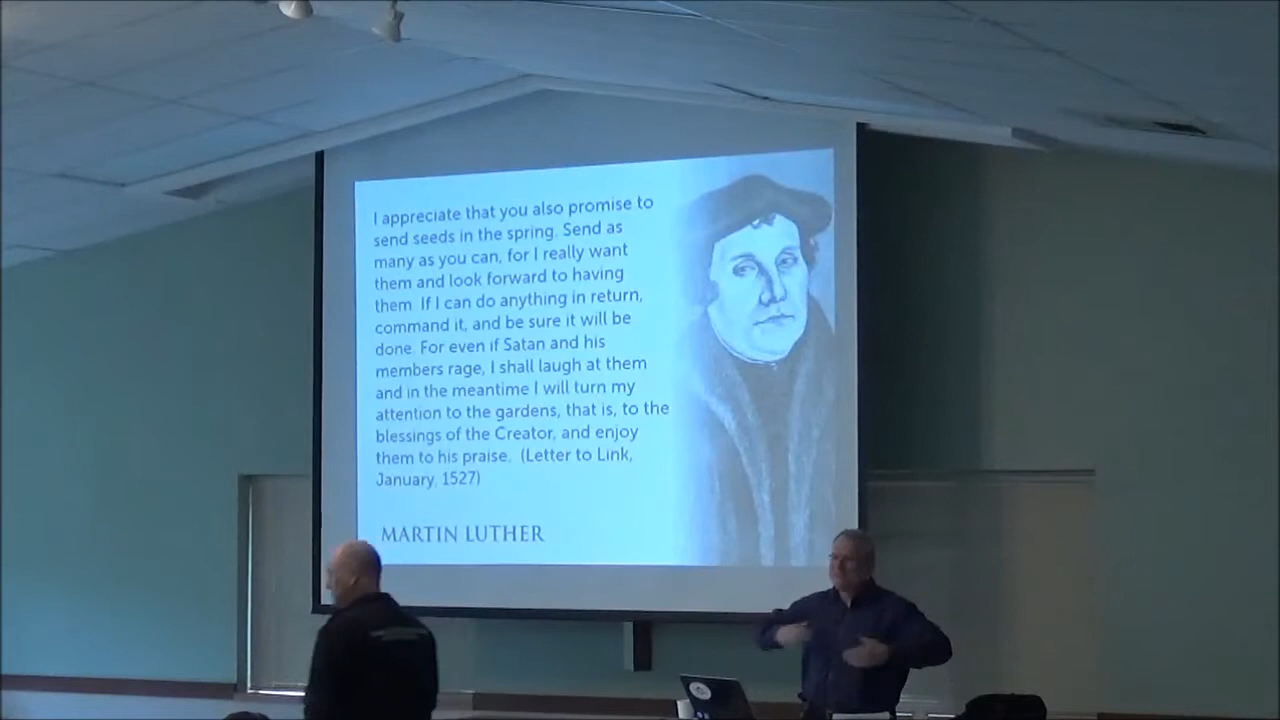 I appreciate that you also promise to
send seeds in the spring. Send as
many as you can, for I really want
them and look forward to having
them. If I can do anything in return,
command it, and be sure it will be
done. For even if Satan and his
members rage, I shall laugh at them
and in the meantime I will turn my
attention to the gardens, that is, to the
blessings of the Creator, and enjoy
them to his praise. (Letter to Link,
January, 1527)
MARTIN LUTHER